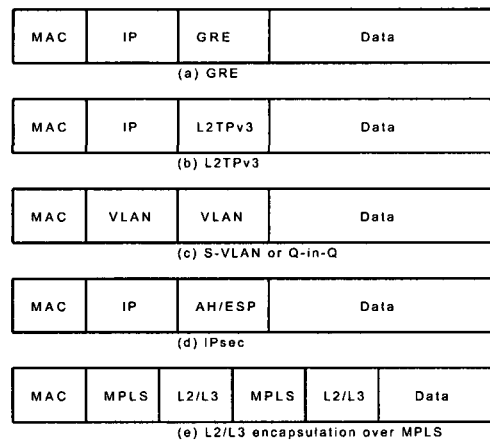 MAC IP GRE Data
(a) GRE
MAC IP L2TPv3 Data
(b) L2TPv3
MAC VLAN VLAN Data
(c) S-VLAN or Q-in-Q
MAC IP AH/ESP Data
(d) IPsec
MAC MPLS L2/L3 MPLS L2/L3 Data
(e) L2/L3 encapsulation over MPLS